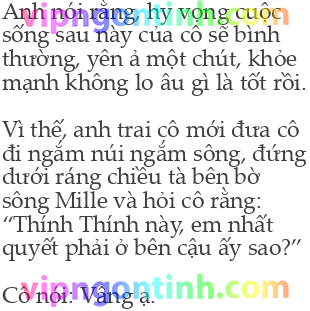 Anh nói rằng, hy vọng cuộc
sống sau này của cô sẽ bình
thường, yên ả một chút, khỏe
mạnh không lo âu gì là tốt rồi.
Vì thế, anh trai cô mới đưa cô
đi ngắm núi ngắm sông, đứng
dưới ráng chiều tà bên bờ
sông Mille và hỏi cô rằng:
“Thính Thính này, em nhất
quyết phải ở bên cậu ấy sao?”
Cô nói: Vâng ạ.
vipngontinh.com
vipngontinh.com